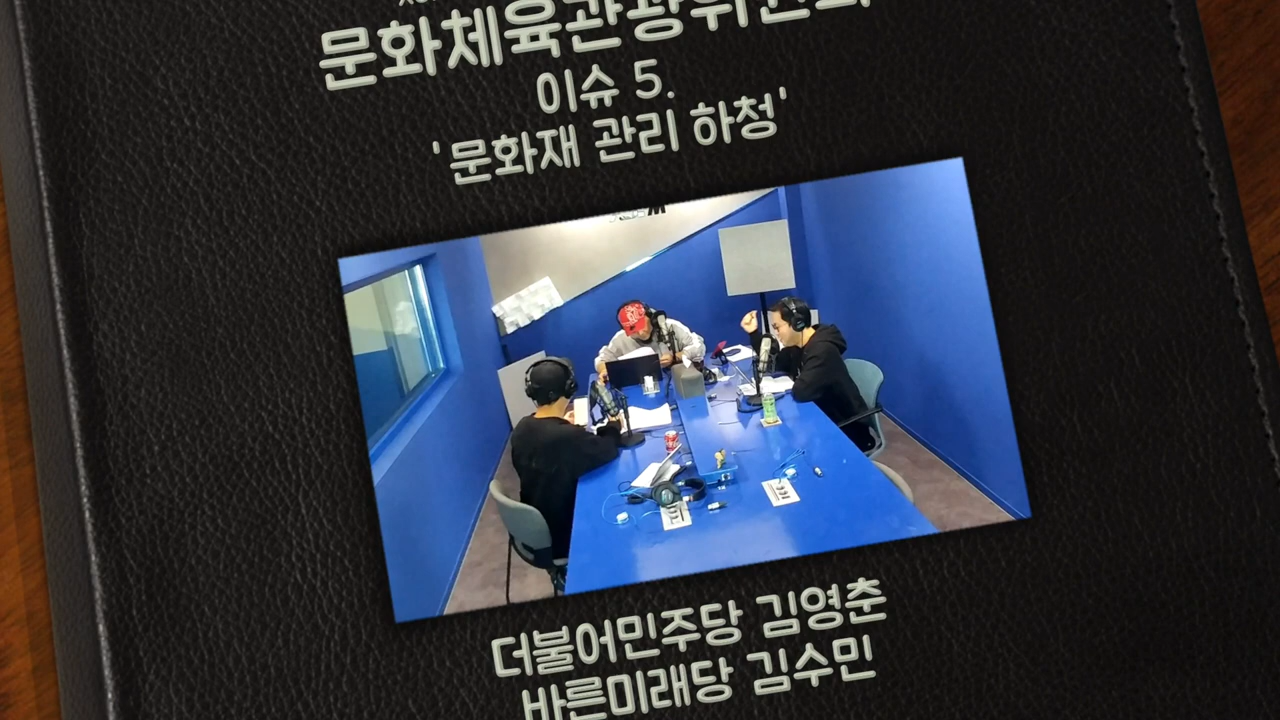 문화체육관광위원회
이슈 5.
'문화재 관리 하청'
더불어민주당 김영춘
바른미래당 김수민